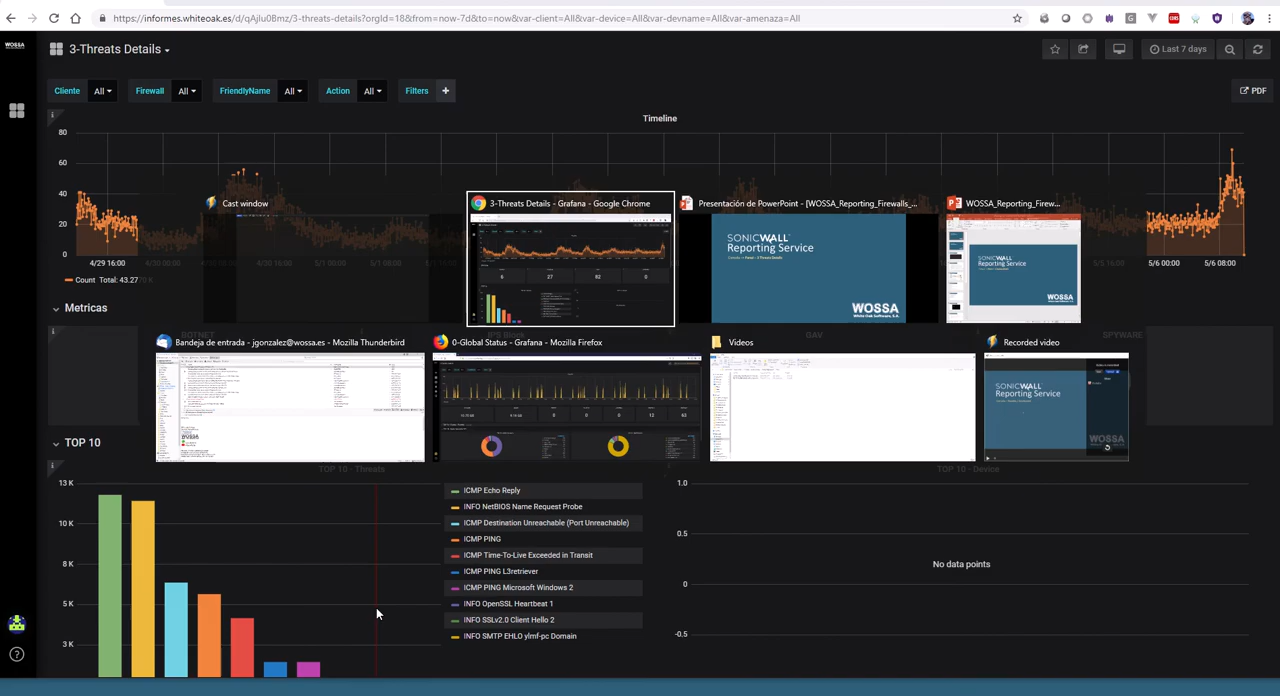 https://informes.whiteoak.es/d/qAjIu0Bmz/3-threats-details?orgId=18&from=now-7d&to=now&var-client=All&var-device=All&var-devname=All&var-amenaza=All
WOSSA
3-Threats Details
Last 7 days
Cliente All Firewall All FriendlyName All Action All Filters +
PDF
Timeline
80
60
40
20
0
4/29 16:00 4/30 00:00 5/6 00:00 5/6 08:00
Count Total: 43.27
Cast window
3-Threats Details - Grafana - Google Chrome
Presentación de PowerPoint - [WOSSA_Reporting_Firewalls_...
WOSSA_Reporting_Firew...
SONICWALL
Reporting Service
WOSSA
Metricas
BOTNET
DAV
SPYWARE
Bandeja de entrada - jgonzalez@wossa.es - Mozilla Thunderbird
0-Global Status - Grafana - Mozilla Firefox
Videos
Recorded video
SONICWALL
Reporting Service
WOSSA
TOP 10
TOP 10 - Threats
TOP 10 - Device
13 K
10 K
8 K
5 K
3 K
ICMP Echo Reply
INFO NetBIOS Name Request Probe
ICMP Destination Unreachable (Port Unreachable)
ICMP PING
ICMP Time-To-Live Exceeded in Transit
ICMP PING L3retriever
ICMP PING Microsoft Windows 2
INFO OpenSSL Heartbeat 1
INFO SSLv2.0 Client Hello 2
INFO SMTP EHLO ylmf-pc Domain
1.0
0.5
0
-0.5
No data points